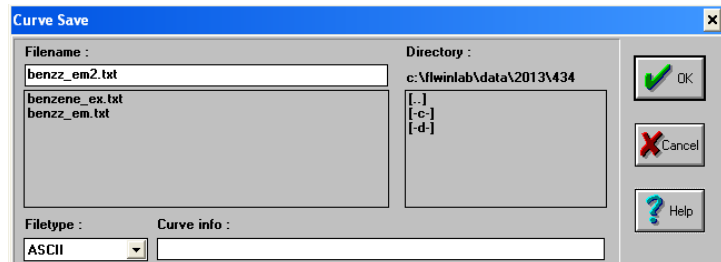 Curve Save
Filename :
benzz_em2.txt
benzene_ex.txt
benzz_em.txt
Directory :
c:\flwinlab\data\2013\434
[..]
[-c-]
[-d-]
OK
Cancel
Help
Filetype :
ASCII
Curve info :